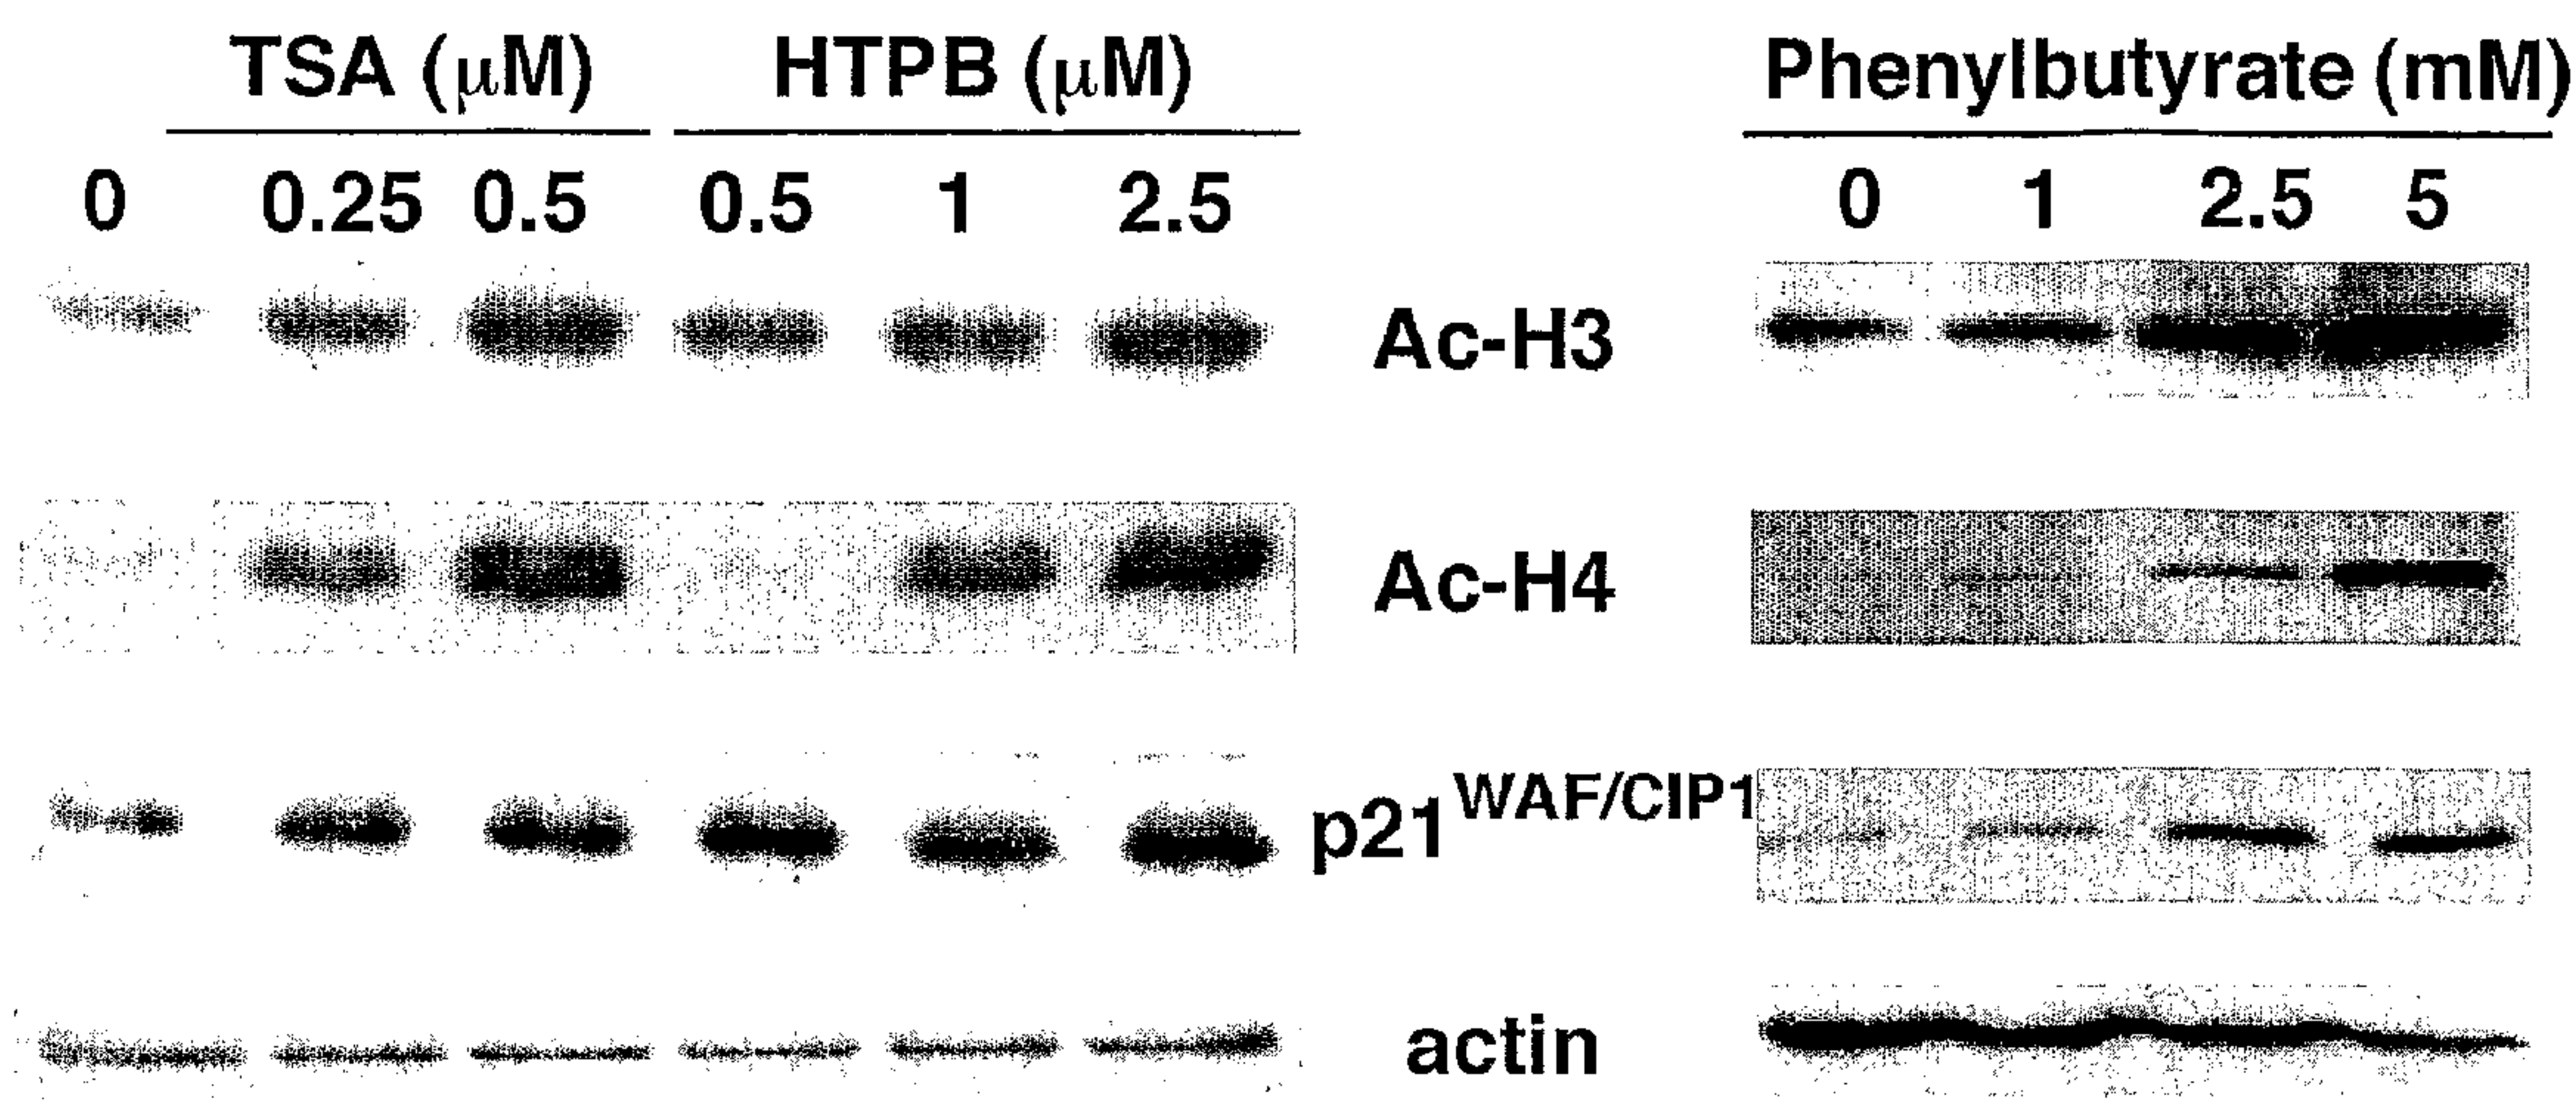 TSA (μM) HTPB (μM) Phenylbutyrate (mM)
0 0.25 0.5 0.5 1 2.5 0 1 2.5 5
Ac-H3
Ac-H4
p21WAF/CIP1
actin